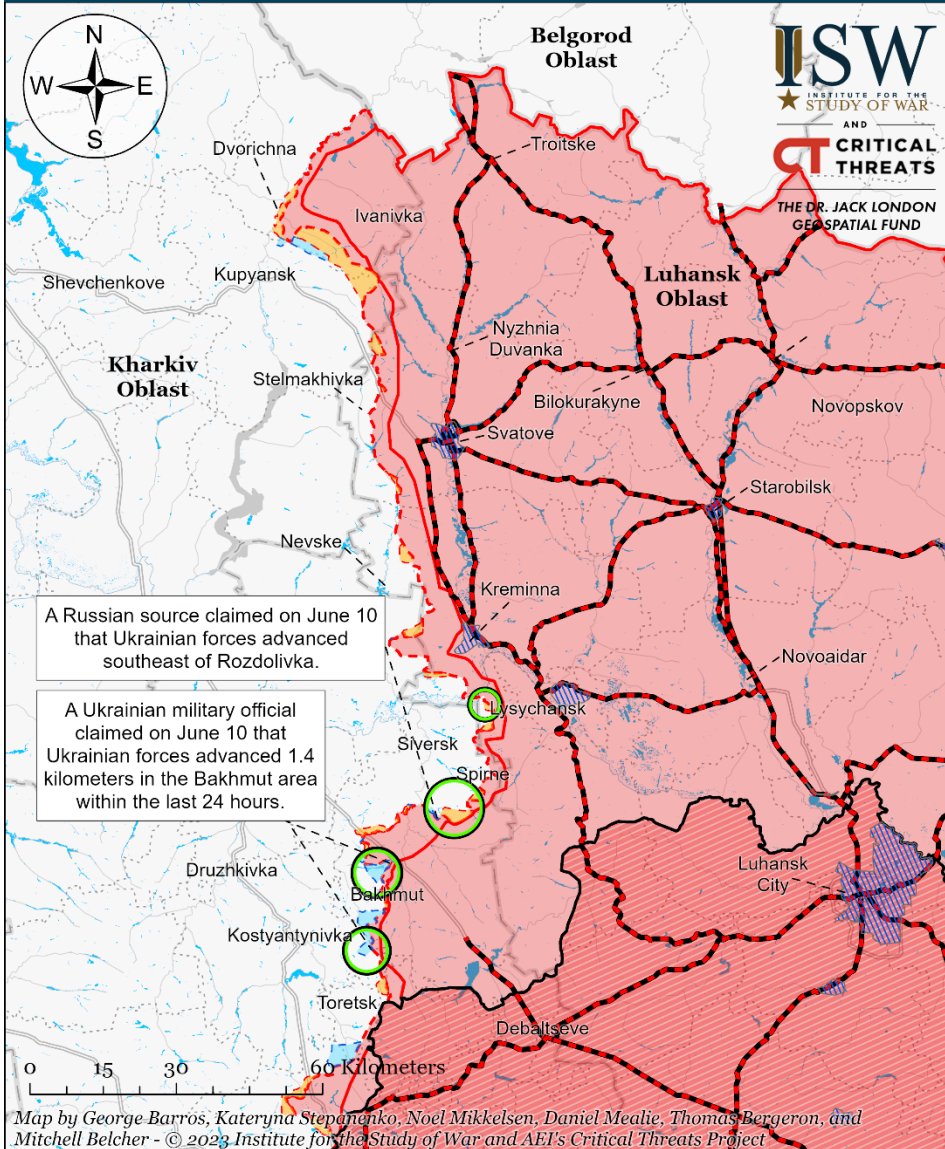 N
W E
S
Belgorod
Oblast
ISW
INSTITUTE FOR THE
STUDY OF WAR
AND
CT CRITICAL
THREATS
THE DR. JACK LONDON
GEOSPATIAL FUND
Dvorichna
Troitske
Ivanivka
Shevchenkove
Kupyansk
Luhansk
Oblast
Kharkiv
Oblast
Nyzhnia
Duvanka
Stelmakhivka
Bilokurakyne
Novopskov
Svatove
Starobilsk
Nevske
Kreminna
A Russian source claimed on June 10
that Ukrainian forces advanced
southeast of Rozdolivka.
Novoaidar
Lysychansk
A Ukrainian military official
claimed on June 10 that
Ukrainian forces advanced 1.4
kilometers in the Bakhmut area
within the last 24 hours.
Siversk
Spirne
Druzhkivka
Bakhmut
Luhansk
City
Kostyantynivka
Toretsk
Debaltseve
0 15 30 60 Kilometers
Map by George Barros, Kateryna Stepanenko, Noel Mikkelsen, Daniel Mealie, Thomas Bergeron, and
Mitchell Belcher - © 2023 Institute for the Study of War and AEI's Critical Threats Project